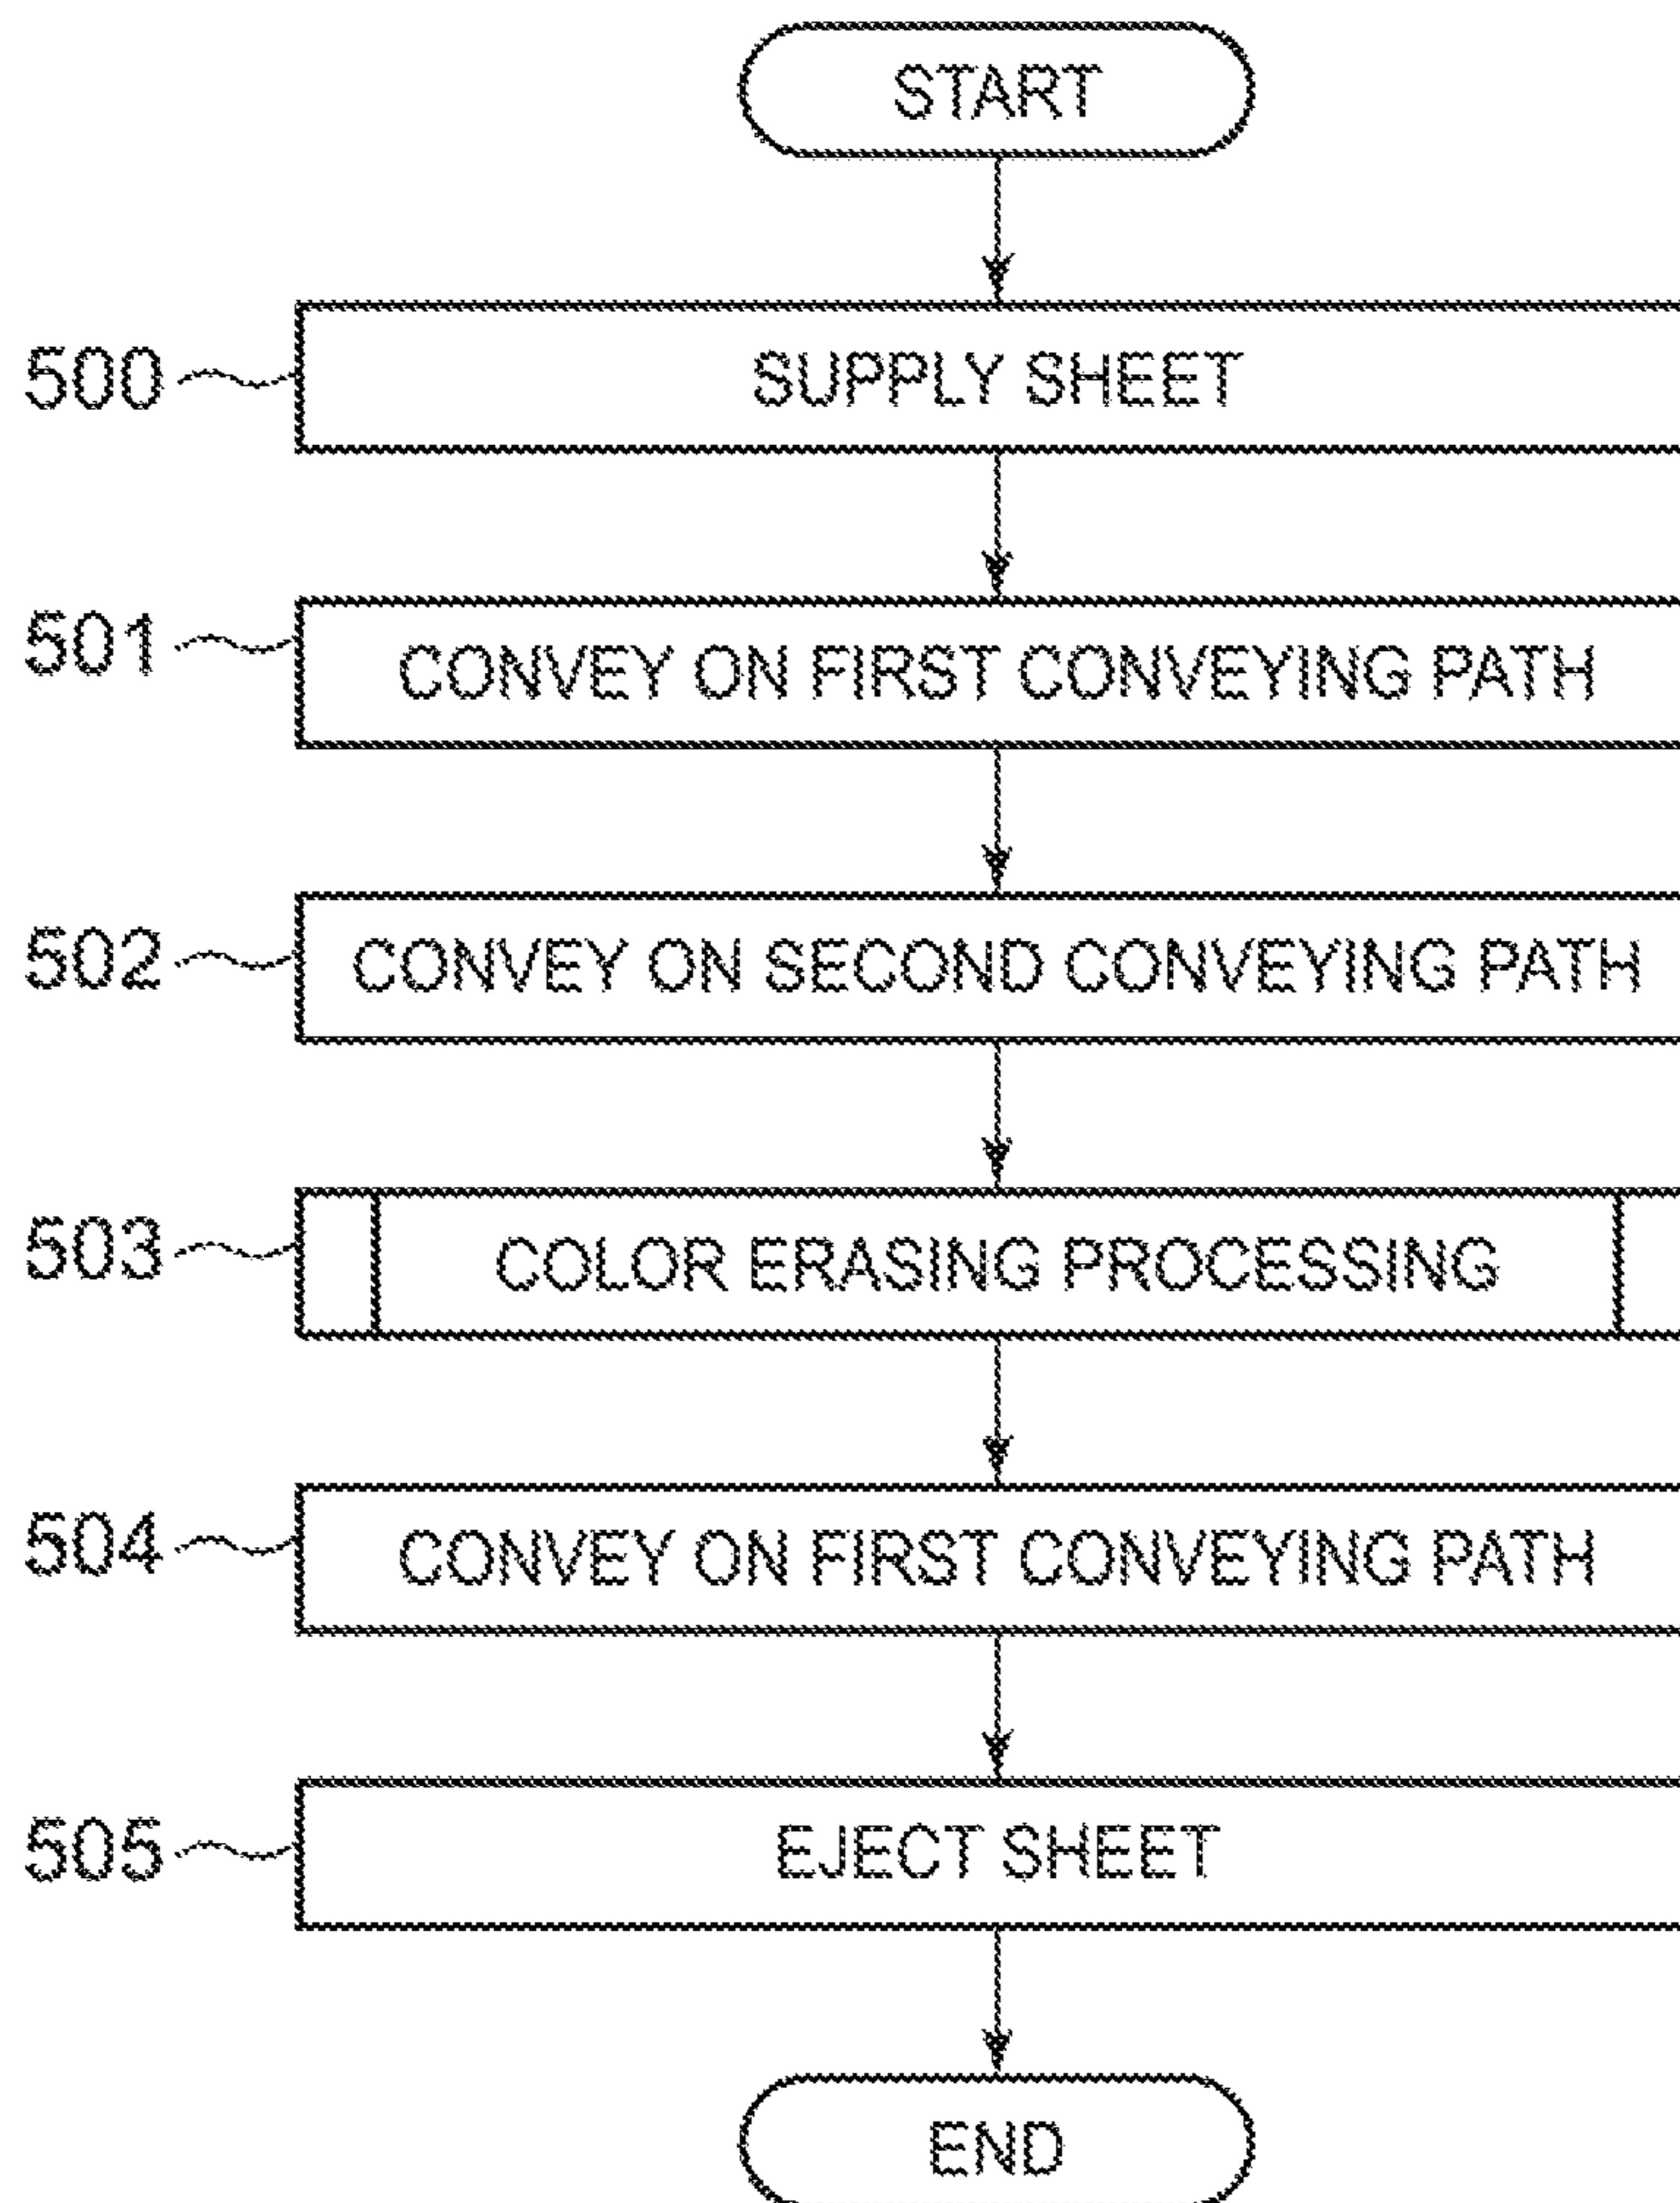 START
500 SUPPLY SHEET
501 CONVEY ON FIRST CONVEYING PATH
502 CONVEY ON SECOND CONVEYING PATH
503 COLOR ERASING PROCESSING
504 CONVEY ON FIRST CONVEYING PATH
505 EJECT SHEET
END